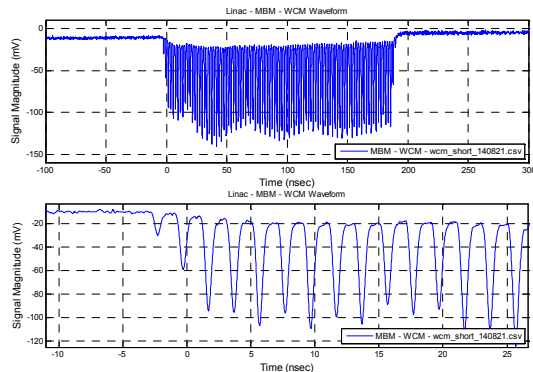 Linac - MBM - WCM Waveform
0
-50
-100
-150
Signal Magnitude (mV)
-100 -50 0 50 100 150 200 250 300
Time (nsec)
MBM - WCM - wcm_short_140821.csv
Linac - MBM - WCM Waveform
-20
-40
-60
-80
-100
-120
Signal Magnitude (mV)
-10 -5 0 5 10 15 20 25
Time (nsec)
MBM - WCM - wcm_short_140821.csv